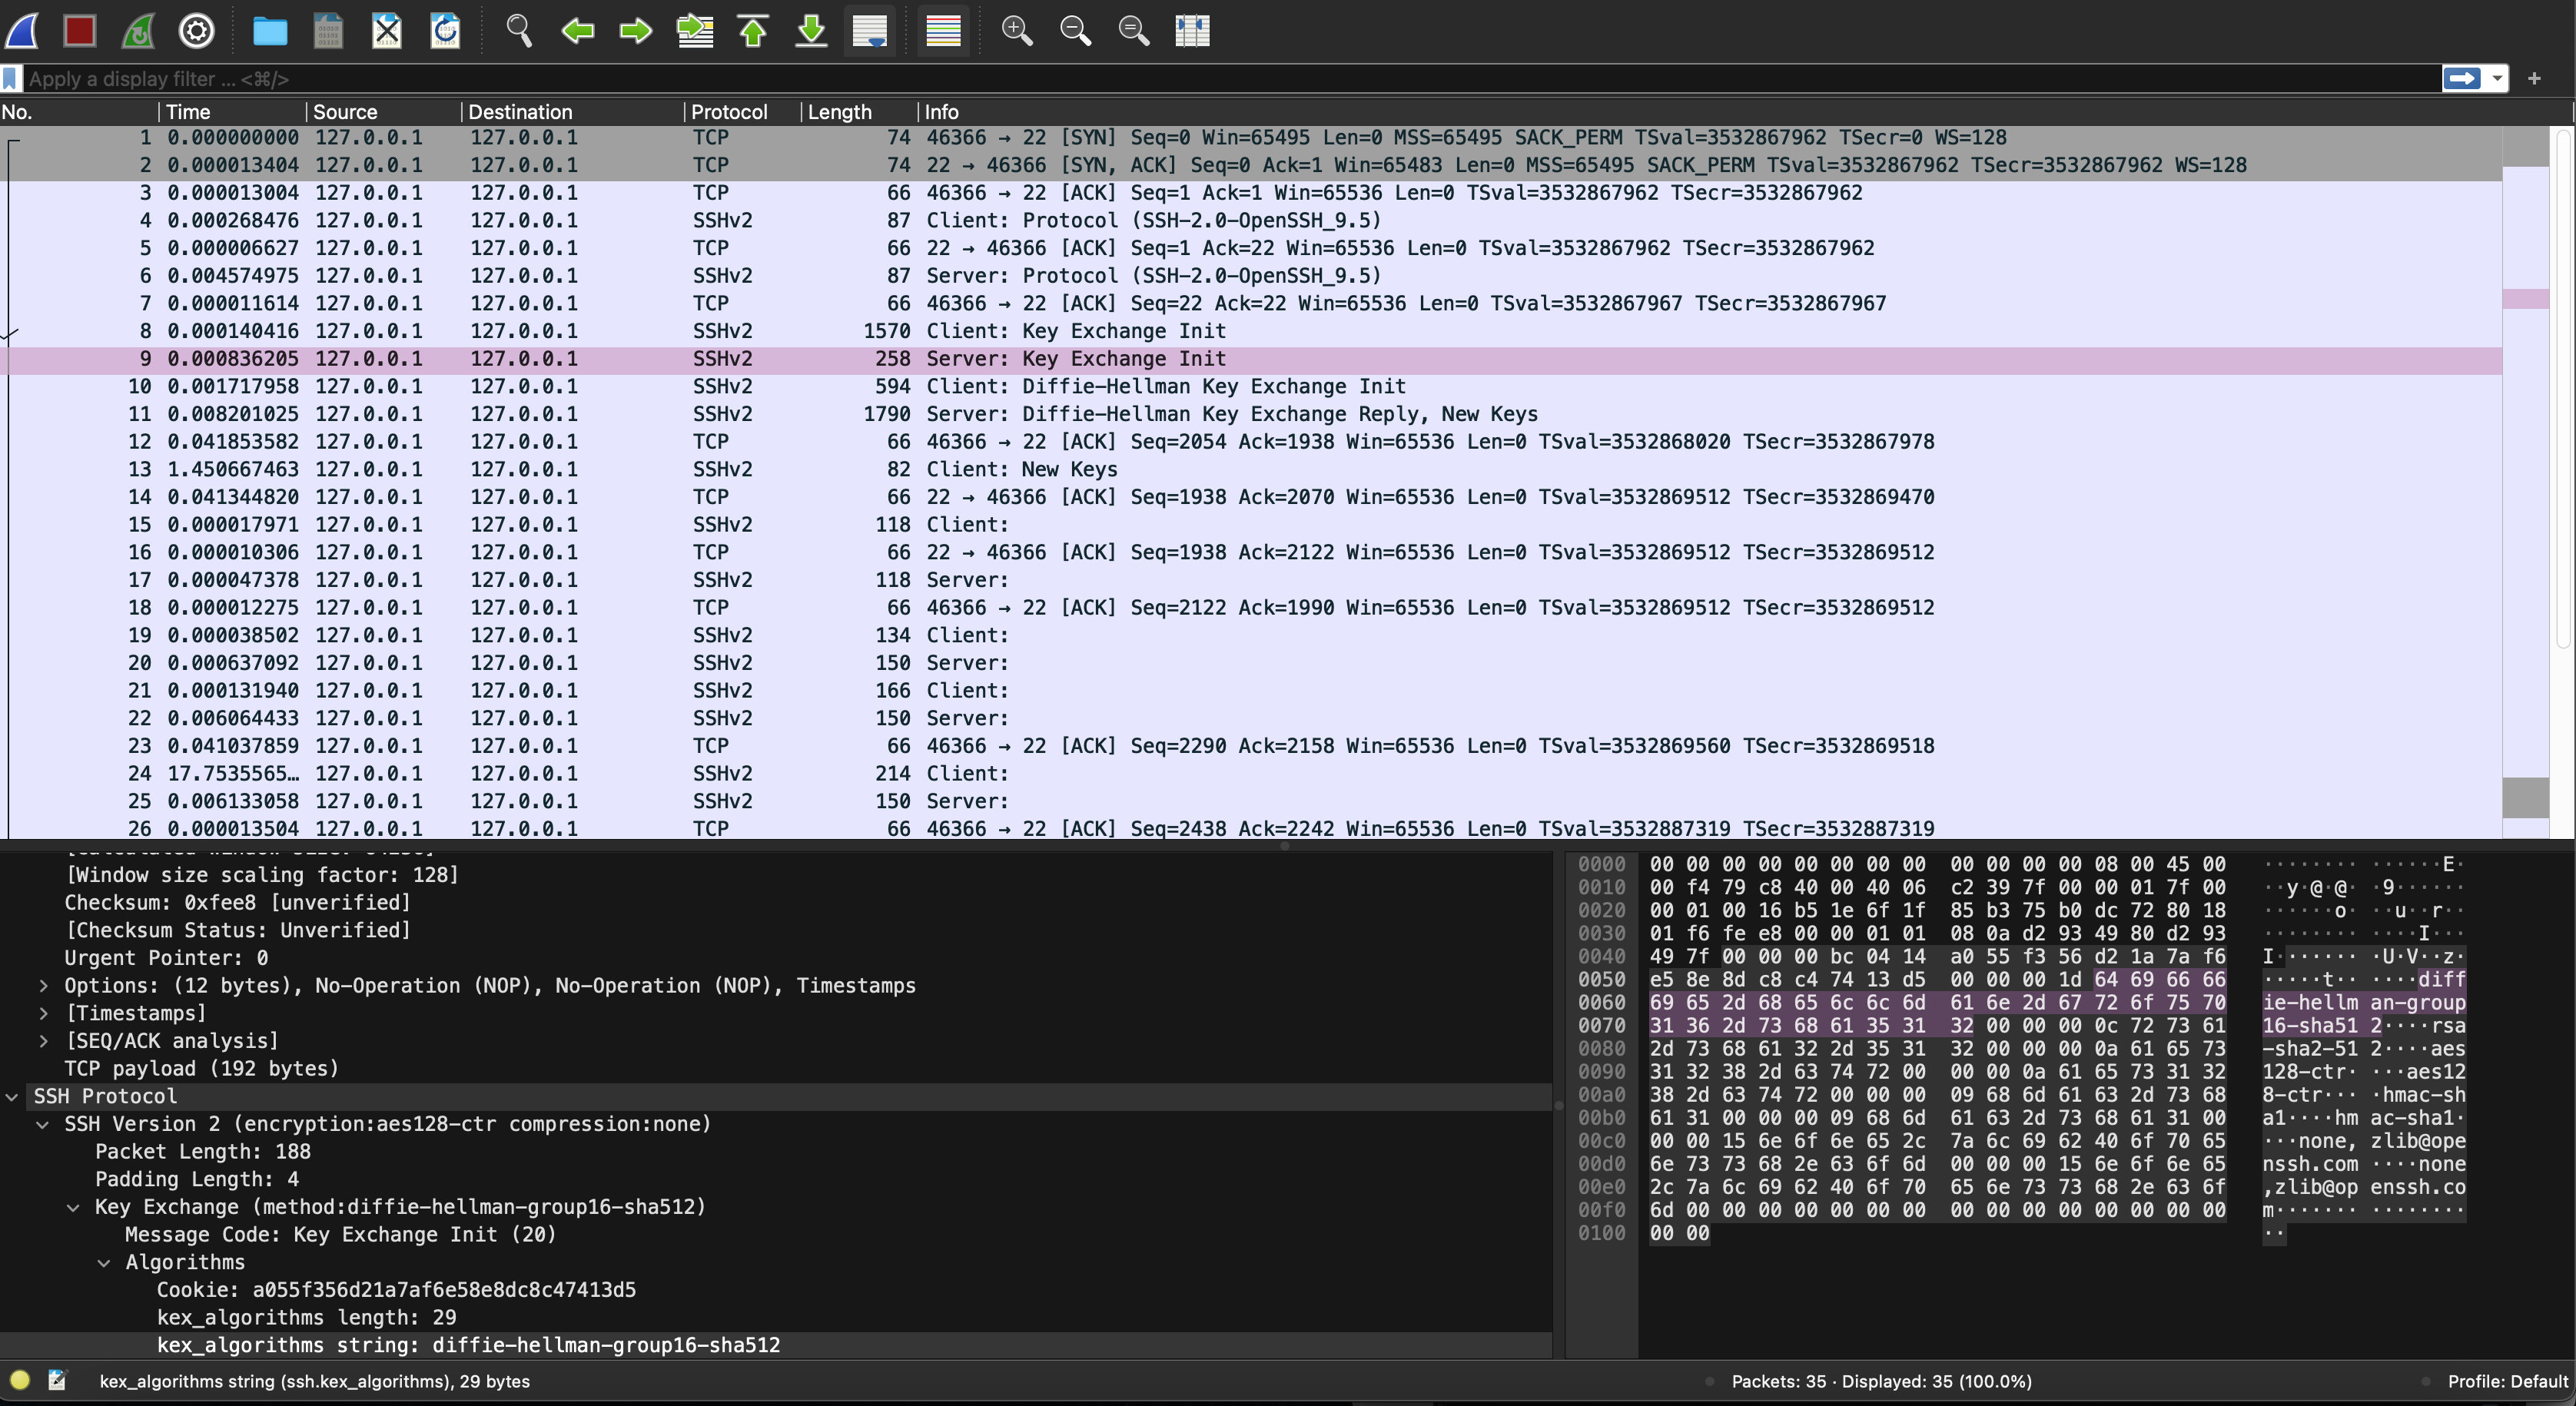 Apply a display filter … <⌘/>
No. Time Source Destination Protocol Length Info
1 0.000000000 127.0.0.1 127.0.0.1 TCP 74 46366 → 22 [SYN] Seq=0 Win=65495 Len=0 MSS=65495 SACK_PERM TSval=3532867962 TSecr=0 WS=128
2 0.000013404 127.0.0.1 127.0.0.1 TCP 74 22 → 46366 [SYN, ACK] Seq=0 Ack=1 Win=65483 Len=0 MSS=65495 SACK_PERM TSval=3532867962 TSecr=3532867962 WS=128
3 0.000013004 127.0.0.1 127.0.0.1 TCP 66 46366 → 22 [ACK] Seq=1 Ack=1 Win=65536 Len=0 TSval=3532867962 TSecr=3532867962
4 0.000268476 127.0.0.1 127.0.0.1 SSHv2 87 Client: Protocol (SSH-2.0-OpenSSH_9.5)
5 0.000006627 127.0.0.1 127.0.0.1 TCP 66 22 → 46366 [ACK] Seq=1 Ack=22 Win=65536 Len=0 TSval=3532867962 TSecr=3532867962
6 0.004574975 127.0.0.1 127.0.0.1 SSHv2 87 Server: Protocol (SSH-2.0-OpenSSH_9.5)
7 0.000011614 127.0.0.1 127.0.0.1 TCP 66 46366 → 22 [ACK] Seq=22 Ack=22 Win=65536 Len=0 TSval=3532867967 TSecr=3532867967
8 0.000140416 127.0.0.1 127.0.0.1 SSHv2 1570 Client: Key Exchange Init
9 0.000836205 127.0.0.1 127.0.0.1 SSHv2 258 Server: Key Exchange Init
10 0.001717958 127.0.0.1 127.0.0.1 SSHv2 594 Client: Diffie-Hellman Key Exchange Init
11 0.008201025 127.0.0.1 127.0.0.1 SSHv2 1790 Server: Diffie-Hellman Key Exchange Reply, New Keys
12 0.041853582 127.0.0.1 127.0.0.1 TCP 66 46366 → 22 [ACK] Seq=2054 Ack=1938 Win=65536 Len=0 TSval=3532868020 TSecr=3532867978
13 1.450667463 127.0.0.1 127.0.0.1 SSHv2 82 Client: New Keys
14 0.041344820 127.0.0.1 127.0.0.1 TCP 66 22 → 46366 [ACK] Seq=1938 Ack=2070 Win=65536 Len=0 TSval=3532869512 TSecr=3532869470
15 0.000017971 127.0.0.1 127.0.0.1 SSHv2 118 Client:
16 0.000010306 127.0.0.1 127.0.0.1 TCP 66 22 → 46366 [ACK] Seq=1938 Ack=2122 Win=65536 Len=0 TSval=3532869512 TSecr=3532869512
17 0.000047378 127.0.0.1 127.0.0.1 SSHv2 118 Server:
18 0.000012275 127.0.0.1 127.0.0.1 TCP 66 46366 → 22 [ACK] Seq=2122 Ack=1990 Win=65536 Len=0 TSval=3532869512 TSecr=3532869512
19 0.000038502 127.0.0.1 127.0.0.1 SSHv2 134 Client:
20 0.000637092 127.0.0.1 127.0.0.1 SSHv2 150 Server:
21 0.000131940 127.0.0.1 127.0.0.1 SSHv2 166 Client:
22 0.006064433 127.0.0.1 127.0.0.1 SSHv2 150 Server:
23 0.041037859 127.0.0.1 127.0.0.1 TCP 66 46366 → 22 [ACK] Seq=2290 Ack=2158 Win=65536 Len=0 TSval=3532869560 TSecr=3532869518
24 17.7535565… 127.0.0.1 127.0.0.1 SSHv2 214 Client:
25 0.006133058 127.0.0.1 127.0.0.1 SSHv2 150 Server:
26 0.000013504 127.0.0.1 127.0.0.1 TCP 66 46366 → 22 [ACK] Seq=2438 Ack=2242 Win=65536 Len=0 TSval=3532887319 TSecr=3532887319
[Window size scaling factor: 128]
Checksum: 0xfee8 [unverified]
[Checksum Status: Unverified]
Urgent Pointer: 0
Options: (12 bytes), No-Operation (NOP), No-Operation (NOP), Timestamps
[Timestamps]
[SEQ/ACK analysis]
TCP payload (192 bytes)
SSH Protocol
SSH Version 2 (encryption:aes128-ctr compression:none)
Packet Length: 188
Padding Length: 4
Key Exchange (method:diffie-hellman-group16-sha512)
Message Code: Key Exchange Init (20)
Algorithms
Cookie: a055f356d21a7af6e58e8dc8c47413d5
kex_algorithms length: 29
kex_algorithms string: diffie-hellman-group16-sha512
0000 00 00 00 00 00 00 00 00 00 00 00 00 08 00 45 00 ········ ······E·
0010 00 f4 79 c8 40 00 40 06 c2 39 7f 00 00 01 7f 00 ··y·@·@· ·9······
0020 00 01 00 16 b5 1e 6f 1f 85 b3 75 b0 dc 72 80 18 ······o· ··u··r··
0030 01 f6 fe e8 00 00 01 01 08 0a d2 93 49 80 d2 93 ········ ····I···
0040 49 7f 00 00 00 bc 04 14 a0 55 f3 56 d2 1a 7a f6 I······· ·U·V··z·
0050 e5 8e 8d c8 c4 74 13 d5 00 00 00 1d 64 69 66 66 ·····t·· ····diff
0060 69 65 2d 68 65 6c 6c 6d 61 6e 2d 67 72 6f 75 70 ie-hellm an-group
0070 31 36 2d 73 68 61 35 31 32 00 00 00 0c 72 73 61 16-sha51 2····rsa
0080 2d 73 68 61 32 2d 35 31 32 00 00 00 0a 61 65 73 -sha2-51 2····aes
0090 31 32 38 2d 63 74 72 00 00 00 0a 61 65 73 31 32 128-ctr· ···aes12
00a0 38 2d 63 74 72 00 00 00 09 68 6d 61 63 2d 73 68 8-ctr··· ·hmac-sh
00b0 61 31 00 00 00 09 68 6d 61 63 2d 73 68 61 31 00 a1····hm ac-sha1·
00c0 00 00 15 6e 6f 6e 65 2c 7a 6c 69 62 40 6f 70 65 ···none, zlib@ope
00d0 6e 73 73 68 2e 63 6f 6d 00 00 00 15 6e 6f 6e 65 nssh.com ····none
00e0 2c 7a 6c 69 62 40 6f 70 65 6e 73 73 68 2e 63 6f ,zlib@op enssh.co
00f0 6d 00 00 00 00 00 00 00 00 00 00 00 00 00 00 00 m······· ········
0100 00 00 ··
kex_algorithms string (ssh.kex_algorithms), 29 bytes Packets: 35 · Displayed: 35 (100.0%) Profile: Default